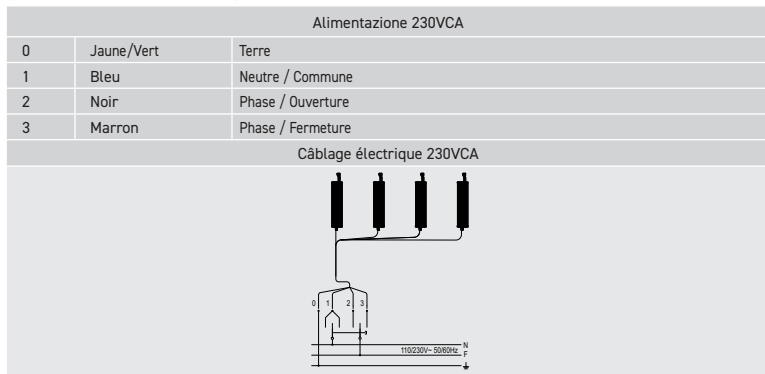 Alimentazione 230VCA
0 Jaune/Vert Terre
1 Bleu Neutre / Commune
2 Noir Phase / Ouverture
3 Marron Phase / Fermeture
Câblage électrique 230VCA
0 1 2 3
N
110/230V~ 50/60Hz F